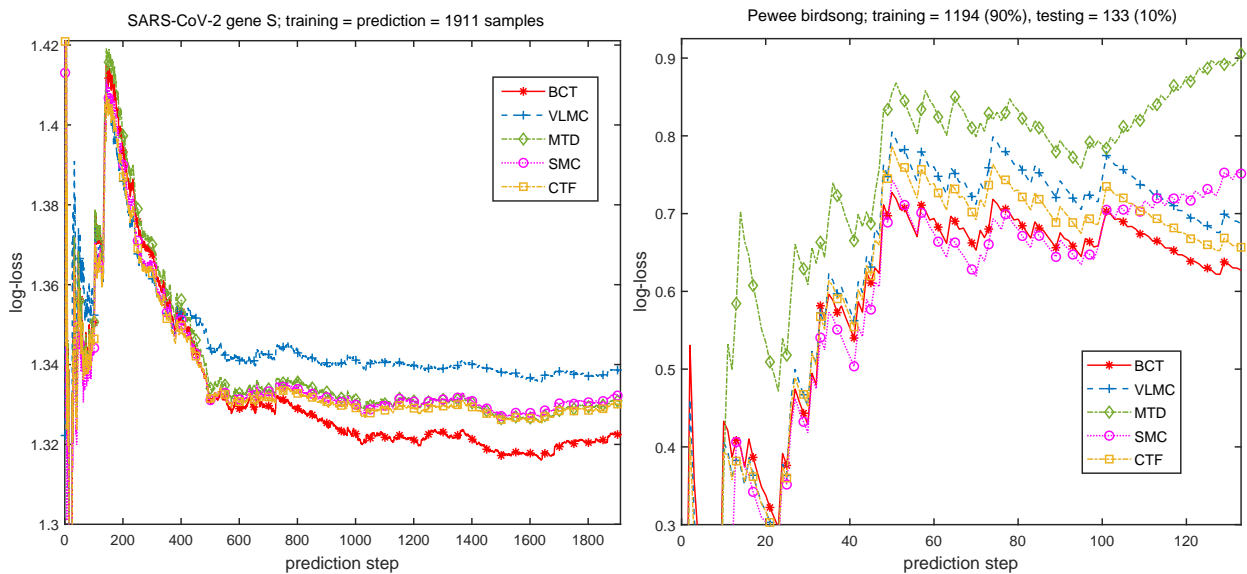 SARS-CoV-2 gene S; training = prediction = 1911 samples
log-loss
1.42
1.4
1.38
1.36
1.34
1.32
1.3
BCT
VLMC
MTD
SMC
CTF
0 200 400 600 800 1000 1200 1400 1600 1800
prediction step
Pewee birdsong; training = 1194 (90%), testing = 133 (10%)
log-loss
0.9
0.8
0.7
0.6
0.5
0.4
0.3
BCT
VLMC
MTD
SMC
CTF
0 20 40 60 80 100 120
prediction step